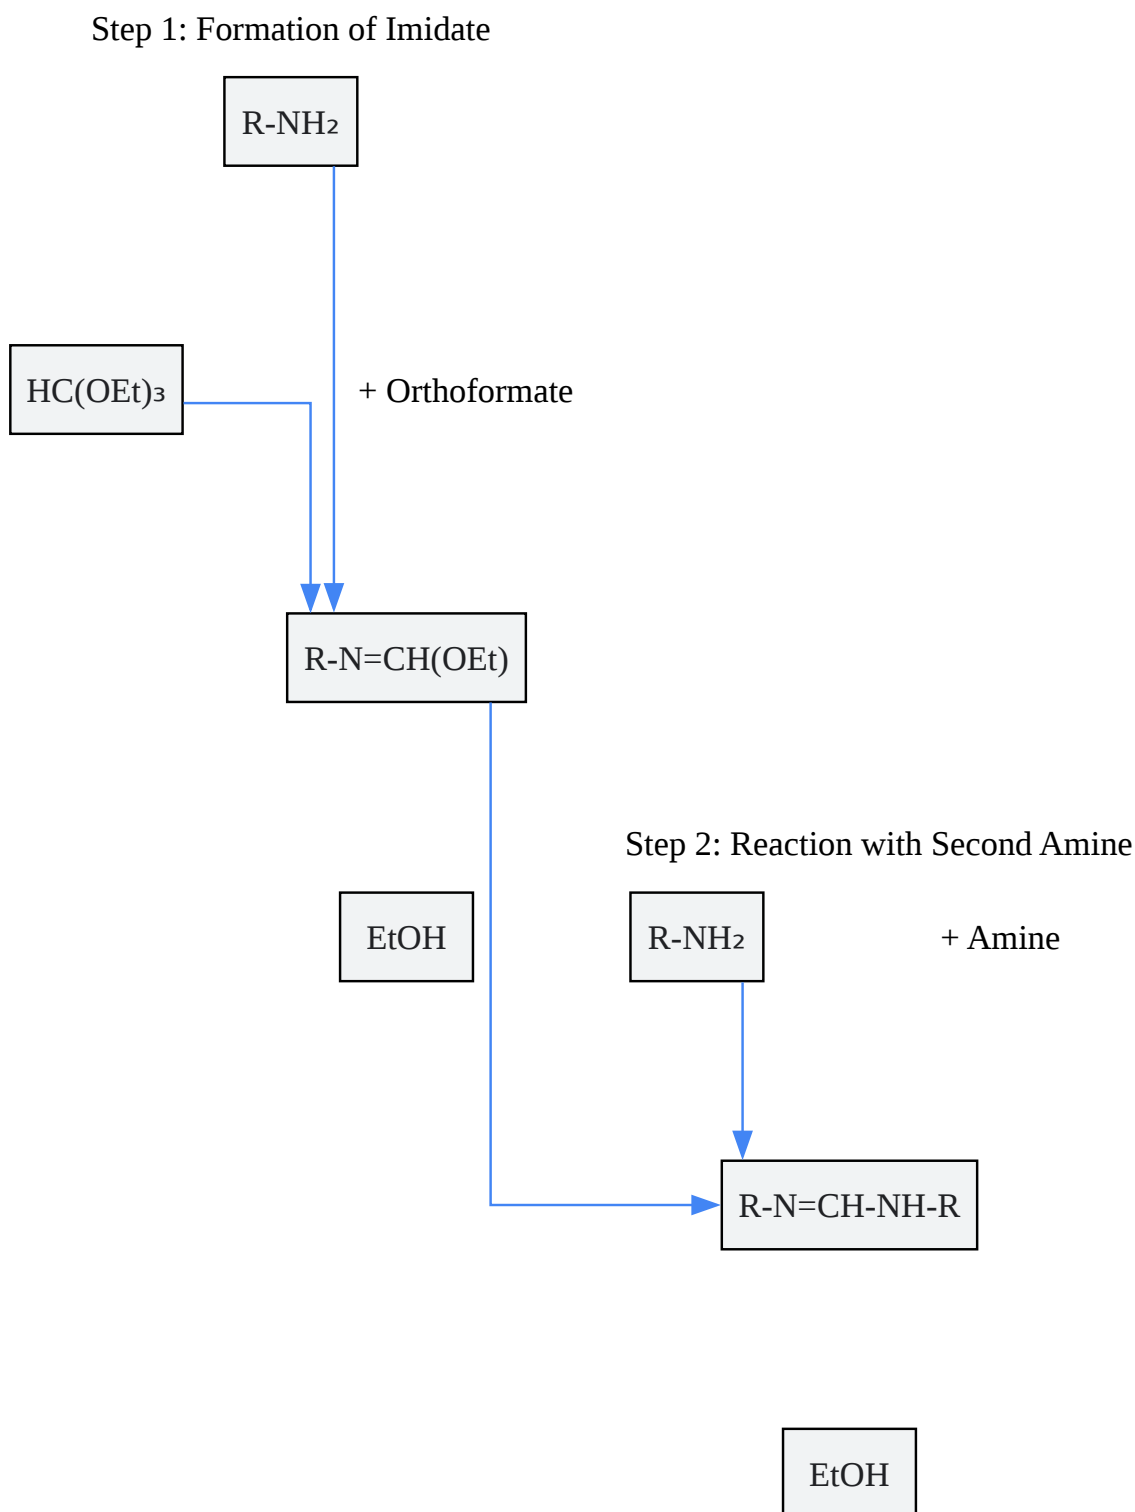 Step 1: Formation of Imidate
R-NH₂
HC(OEt)₃
+ Orthoformate
R-N=CH(OEt)
Step 2: Reaction with Second Amine
EtOH
R-NH₂
+ Amine
R-N=CH-NH-R
EtOH